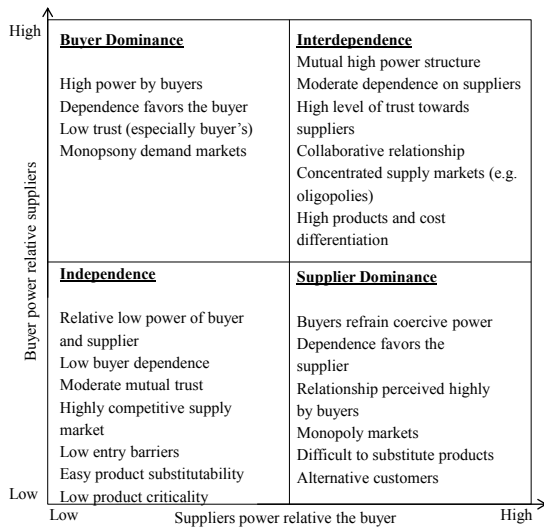 High
Buyer Dominance
High power by buyers
Dependence favors the buyer
Low trust (especially buyer's)
Monopsony demand markets
Interdependence
Mutual high power structure
Moderate dependence on suppliers
High level of trust towards
suppliers
Collaborative relationship
Concentrated supply markets (e.g.
oligopolies)
High products and cost
differentiation
Buyer power relative suppliers
Independence
Relative low power of buyer
and supplier
Low buyer dependence
Moderate mutual trust
Highly competitive supply
market
Low entry barriers
Easy product substitutability
Low product criticality
Supplier Dominance
Buyers refrain coercive power
Dependence favors the
supplier
Relationship perceived highly
by buyers
Monopoly markets
Difficult to substitute products
Alternative customers
Low
Low
Suppliers power relative the buyer
High